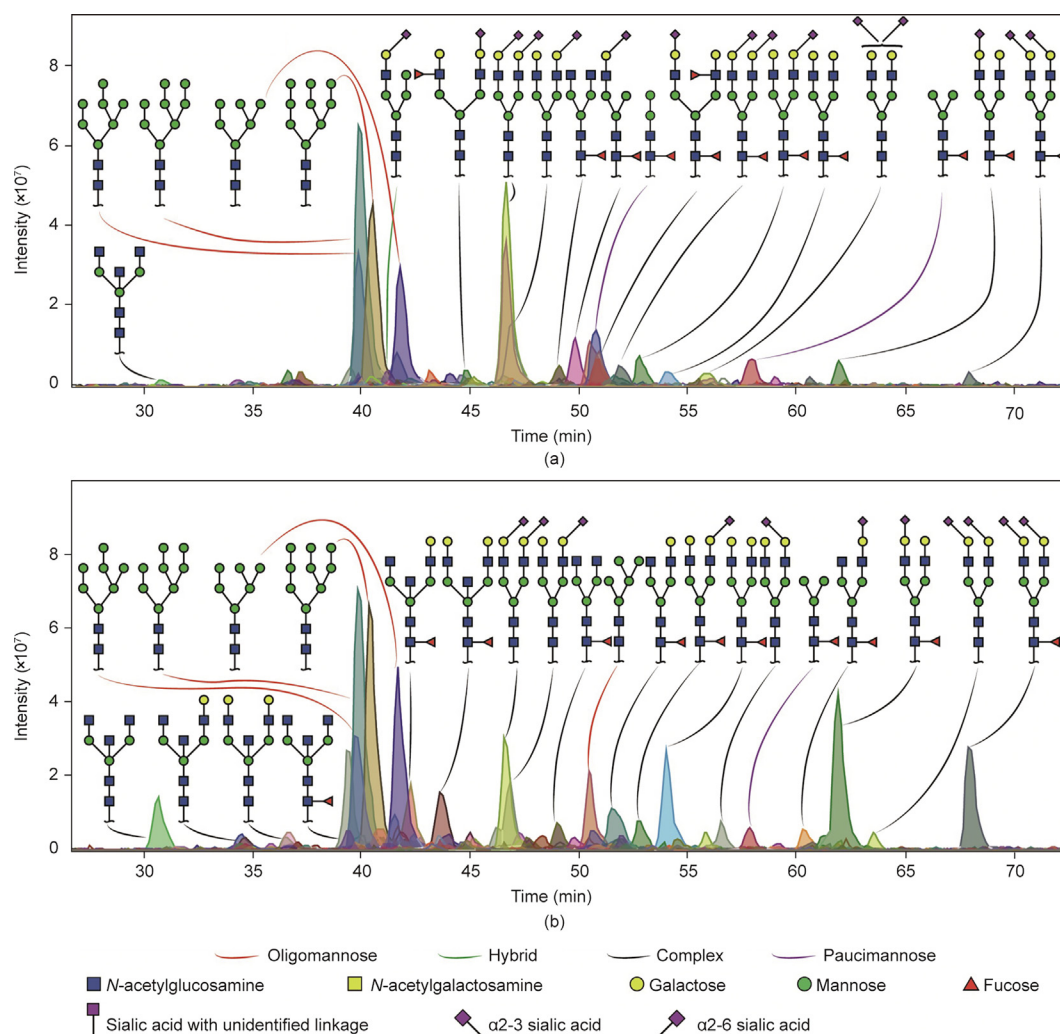 8
6
4
2
0
Intensity (×10⁷)
30 35 40 45 50 55 60 65 70
Time (min)
(a)
8
6
4
2
0
Intensity (×10⁷)
30 35 40 45 50 55 60 65 70
Time (min)
(b)
Oligomannose Hybrid Complex Paucimannose
N-acetylglucosamine N-acetylgalactosamine Galactose Mannose Fucose
Sialic acid with unidentified linkage α2-3 sialic acid α2-6 sialic acid